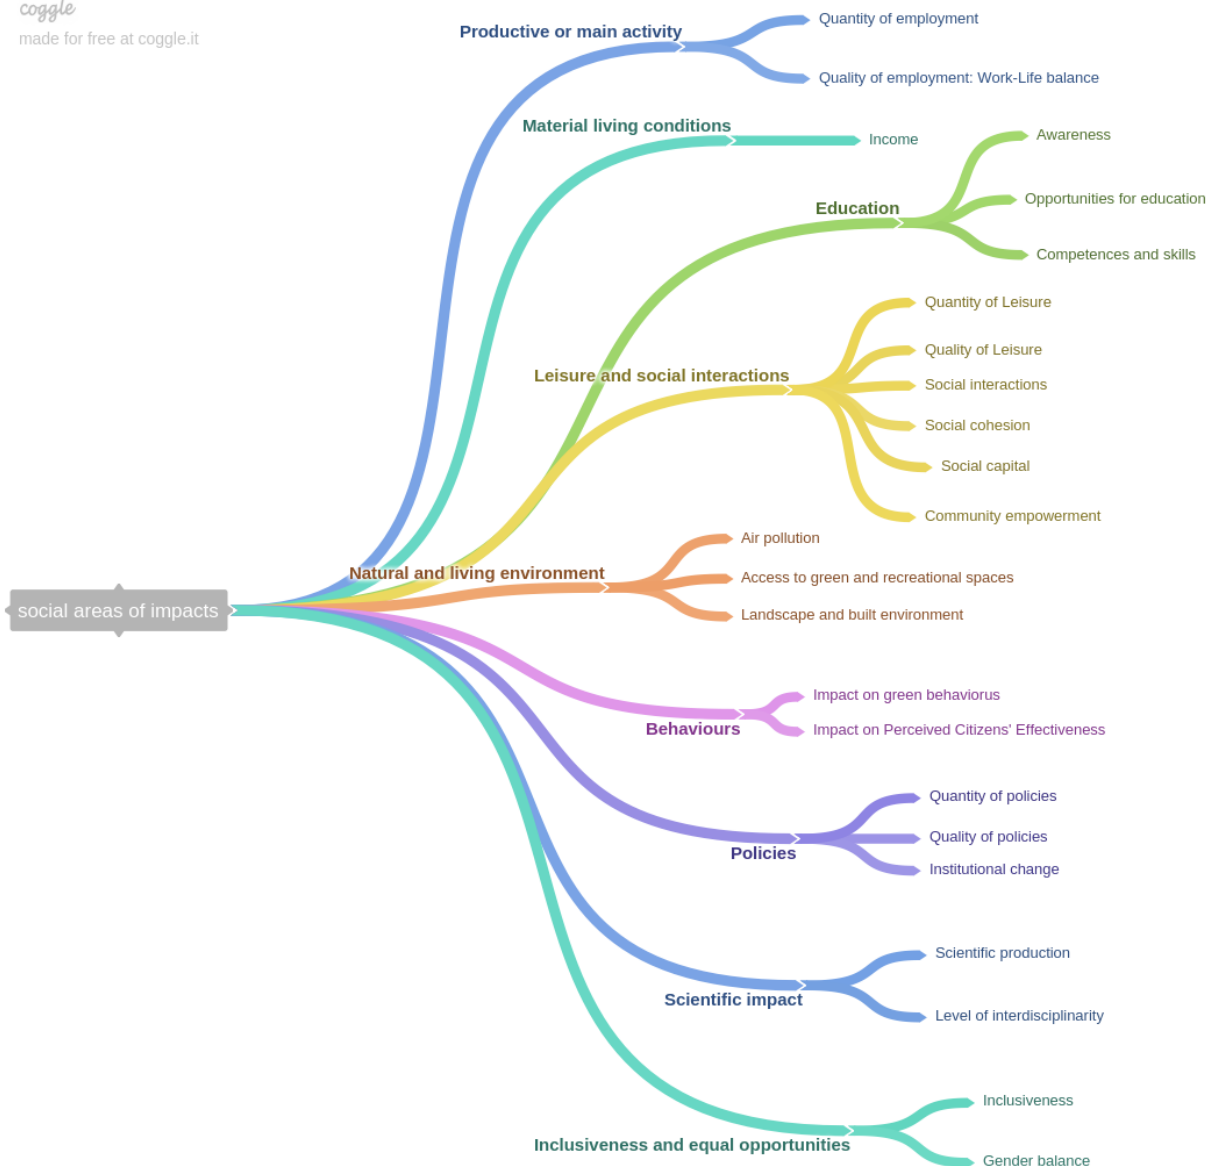 coggle
made for free at coggle.it
Productive or main activity
Quantity of employment
Quality of employment: Work-Life balance
Material living conditions
Income
Education
Awareness
Opportunities for education
Competences and skills
Leisure and social interactions
Quantity of Leisure
Quality of Leisure
Social interactions
Social cohesion
Social capital
Community empowerment
Natural and living environment
Air pollution
Access to green and recreational spaces
Landscape and built environment
social areas of impacts
Behaviours
Impact on green behaviorus
Impact on Perceived Citizens' Effectiveness
Policies
Quantity of policies
Quality of policies
Institutional change
Scientific impact
Scientific production
Level of interdisciplinarity
Inclusiveness and equal opportunities
Inclusiveness
Gender balance